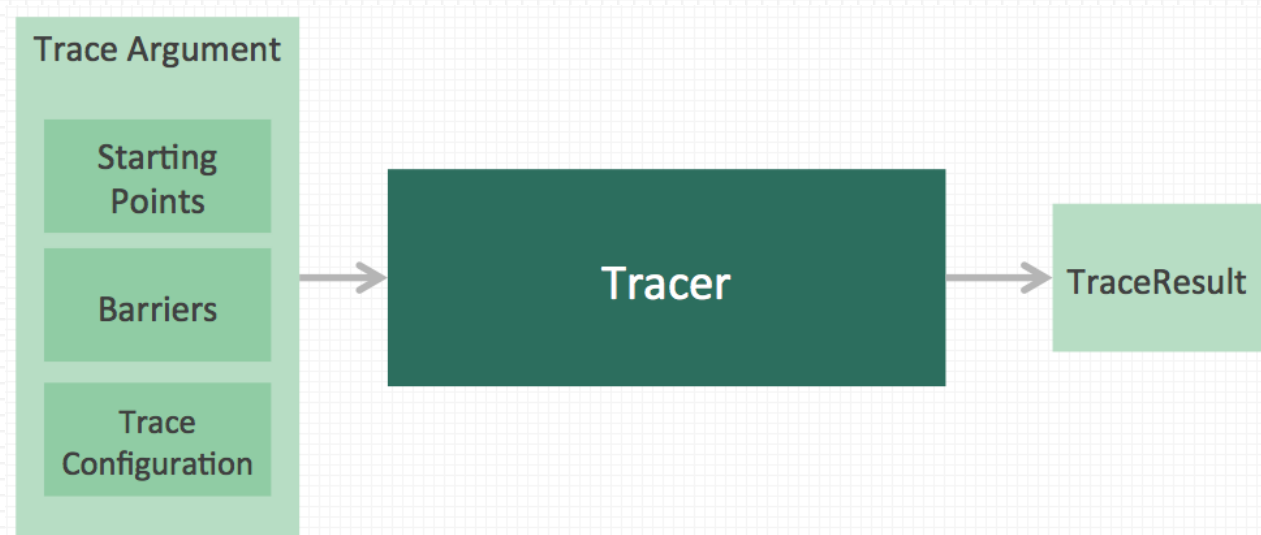 Trace Argument
Starting
Points
Barriers
Trace
Configuration
Tracer
TraceResult